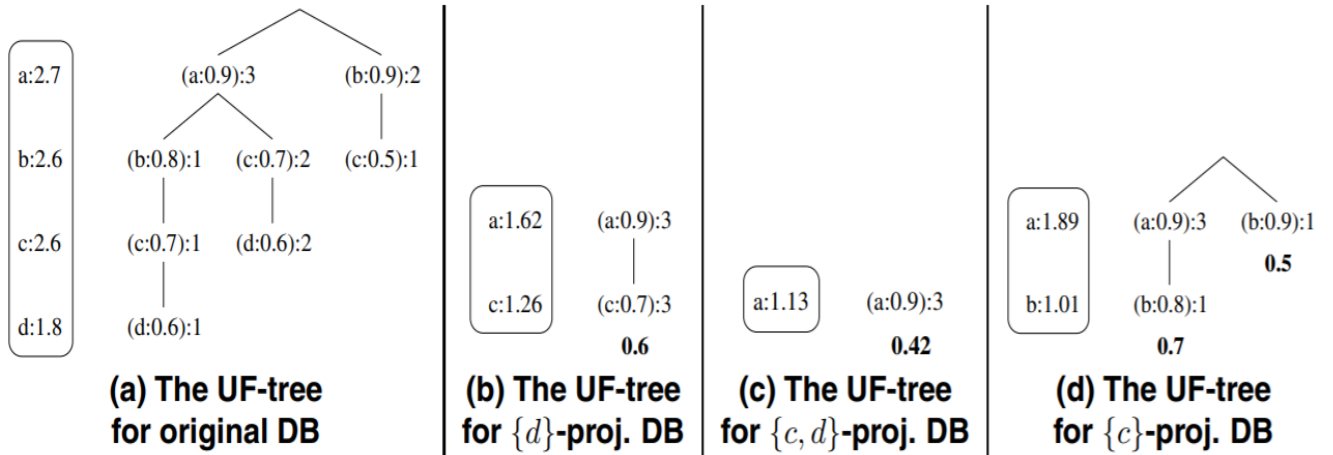 a:2.7
b:2.6
c:2.6
d:1.8
(a:0.9):3
(b:0.9):2
(b:0.8):1
(c:0.7):2
(c:0.5):1
(c:0.7):1
(d:0.6):2
(d:0.6):1
(a) The UF-tree
for original DB
a:1.62
c:1.26
(a:0.9):3
(c:0.7):3
0.6
(b) The UF-tree
for {d}-proj. DB
a:1.13
(a:0.9):3
0.42
(c) The UF-tree
for {c, d}-proj. DB
a:1.89
b:1.01
(a:0.9):3
(b:0.9):1
0.5
(b:0.8):1
0.7
(d) The UF-tree
for {c}-proj. DB